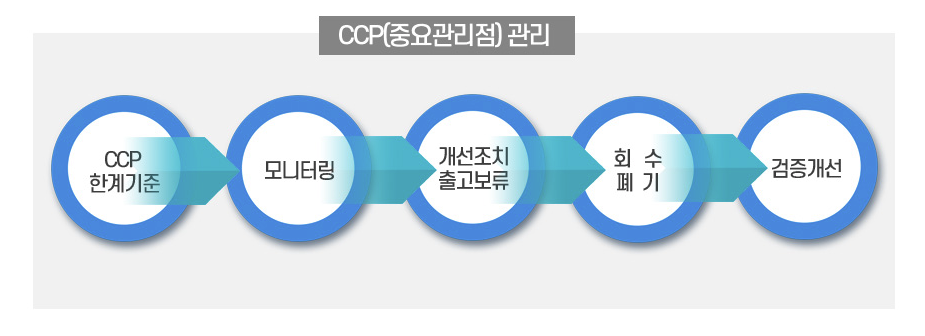 CCP(중요관리점) 관리
CCP
한계기준
모니터링
개선조치
출고보류
회 수
폐 기
검증개선